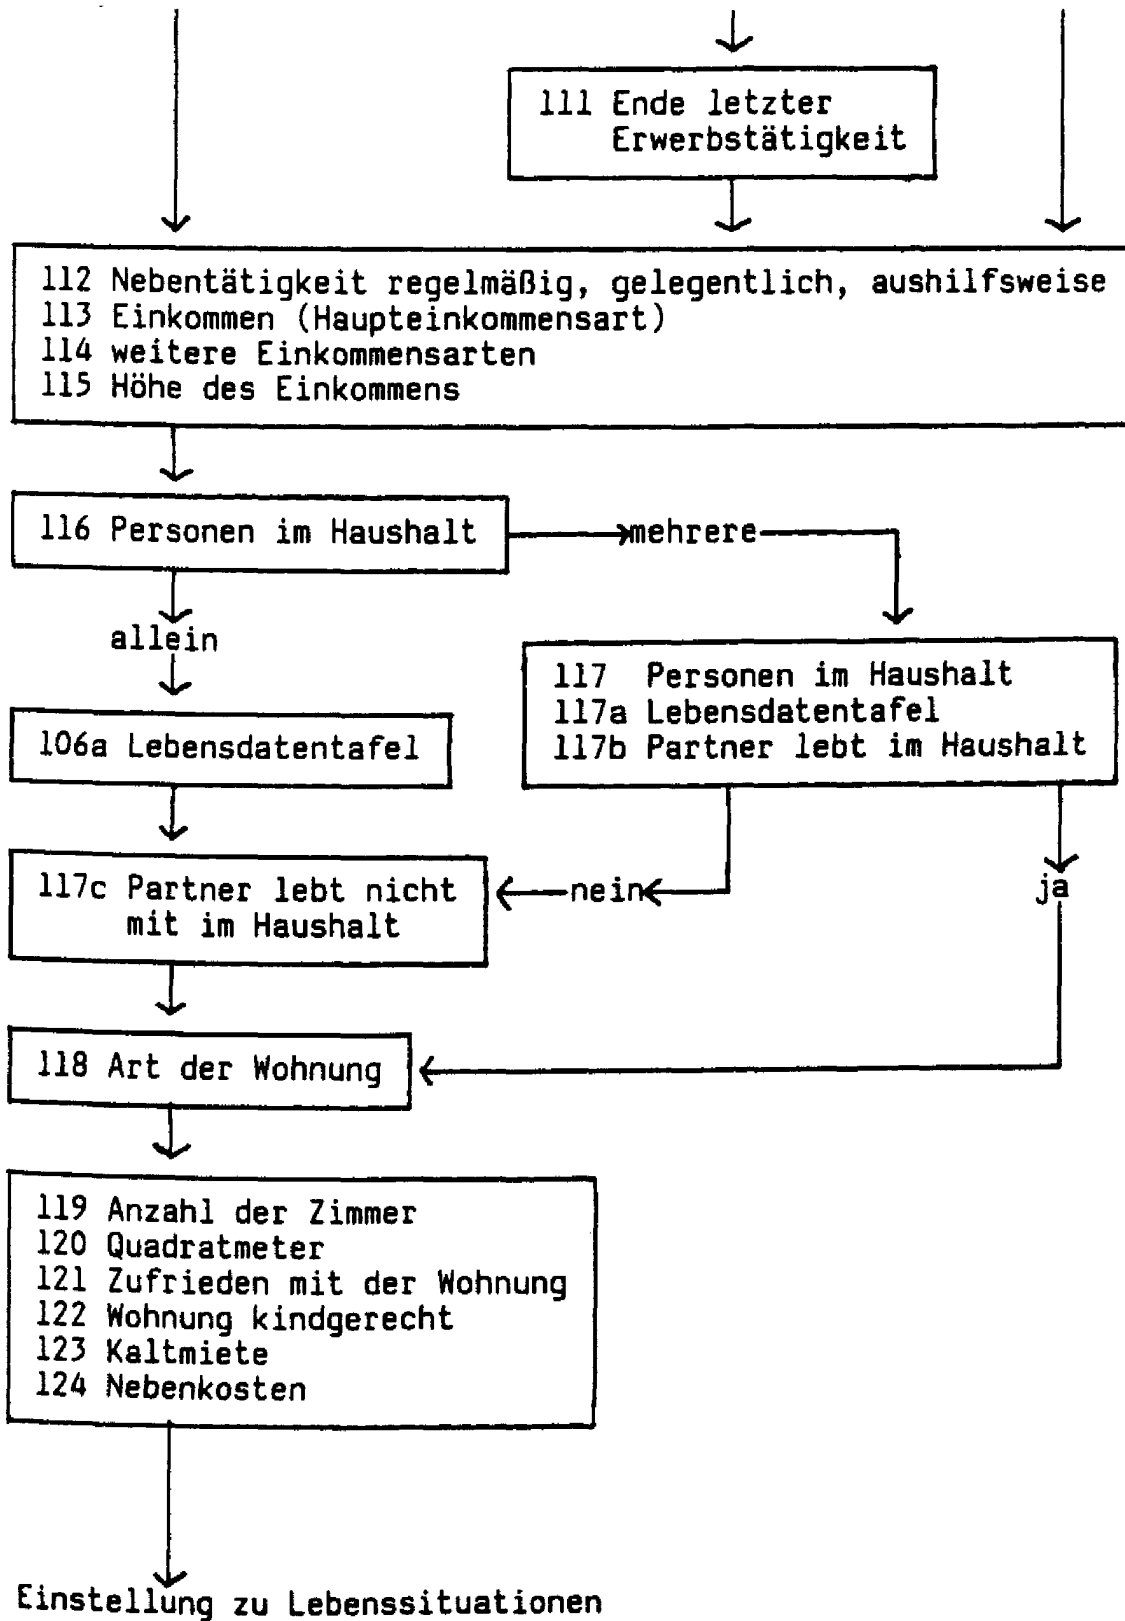 111 Ende letzter
Erwerbstätigkeit
112 Nebentätigkeit regelmäßig, gelegentlich, aushilfsweise
113 Einkommen (Haupteinkommensart)
114 weitere Einkommensarten
115 Höhe des Einkommens
116 Personen im Haushalt
mehrere
allein
117 Personen im Haushalt
117a Lebensdatentafel
117b Partner lebt im Haushalt
106a Lebensdatentafel
117c Partner lebt nicht
mit im Haushalt
nein
ja
118 Art der Wohnung
119 Anzahl der Zimmer
120 Quadratmeter
121 Zufrieden mit der Wohnung
122 Wohnung kindgerecht
123 Kaltmiete
124 Nebenkosten
Einstellung zu Lebenssituationen